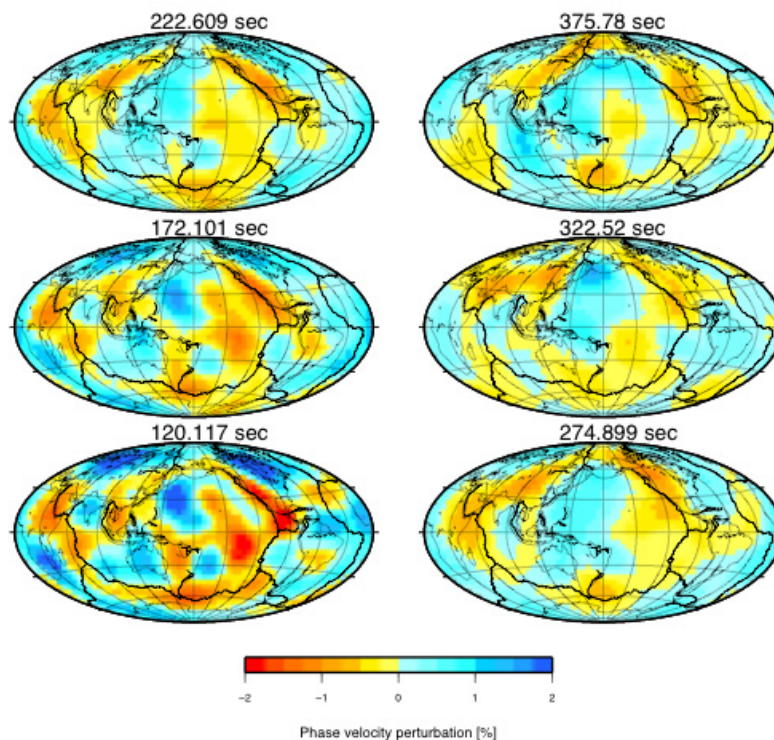 222.609 sec
375.78 sec
172.101 sec
322.52 sec
120.117 sec
274.899 sec
−2 −1 0 1 2
Phase velocity perturbation [%]